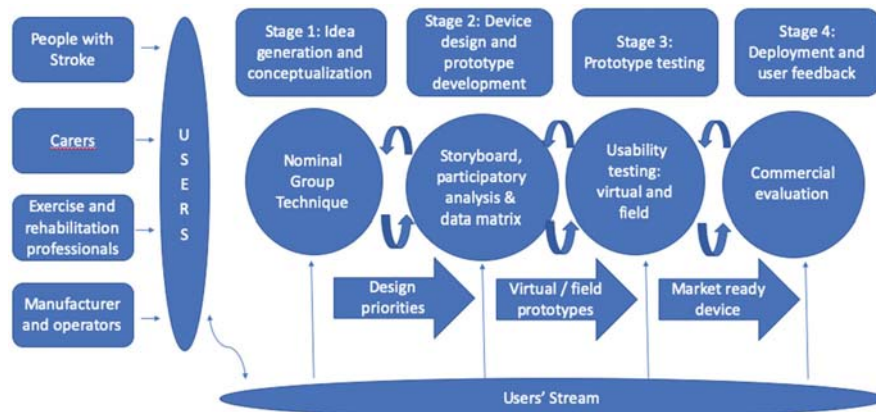 People with
Stroke
Carers
Exercise and
rehabilitation
professionals
Manufacturer
and operators
USERS
Stage 1: Idea
generation and
conceptualization
Stage 2: Device
design and
prototype
development
Stage 3:
Prototype testing
Stage 4:
Deployment and
user feedback
Nominal
Group
Technique
Storyboard,
participatory
analysis &
data matrix
Usability
testing:
virtual and
field
Commercial
evaluation
Design
priorities
Virtual / field
prototypes
Market ready
device
Users' Stream